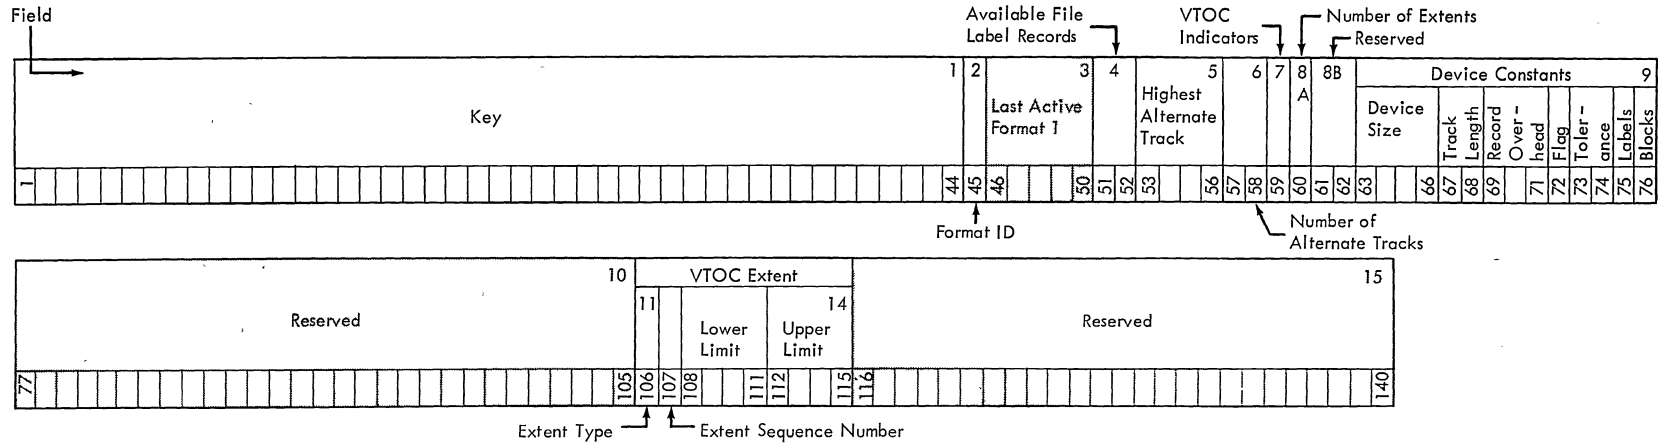 Field
Available File
Label Records
VTOC
Indicators
Number of Extents
Reserved
1
2
3
4
5
6
7
8
A
8B
Device Constants
9
Key
Last Active
Format 1
Highest
Alternate
Track
Device
Size
Track
Length
Record
Over-
head
Flag
Toler-
ance
Labels
Blocks
1
44
45
46
50
51
52
53
56
57
58
59
60
61
62
63
66
67
68
69
71
72
73
74
75
76
Format ID
Number of
Alternate Tracks
10
VTOC Extent
15
11
14
Reserved
Lower
Limit
Upper
Limit
Reserved
77
105
106
107
108
111
112
115
116
140
Extent Type
Extent Sequence Number